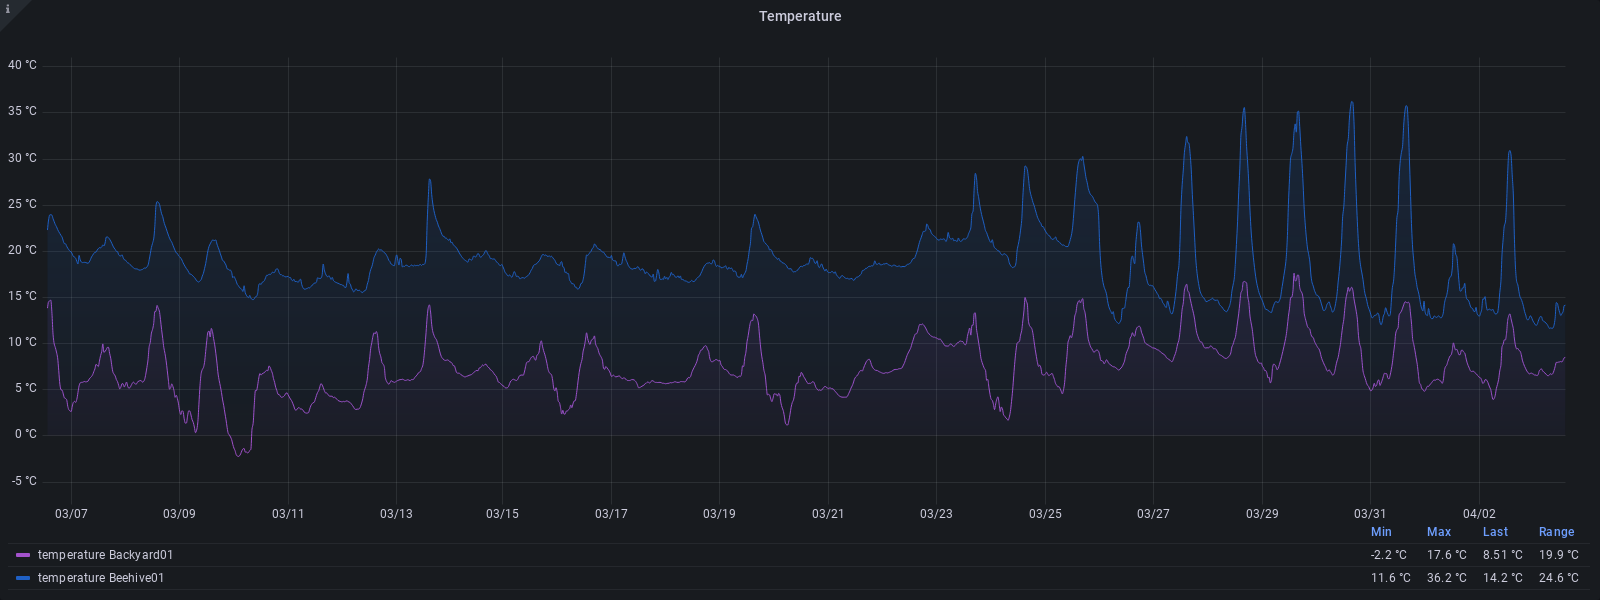 i
Temperature
40 °C
35 °C
30 °C
25 °C
20 °C
15 °C
10 °C
5 °C
0 °C
-5 °C
03/07 03/09 03/11 03/13 03/15 03/17 03/19 03/21 03/23 03/25 03/27 03/29 03/31 04/02
Min Max Last Range
temperature Backyard01 -2.2 °C 17.6 °C 8.51 °C 19.9 °C
temperature Beehive01 11.6 °C 36.2 °C 14.2 °C 24.6 °C